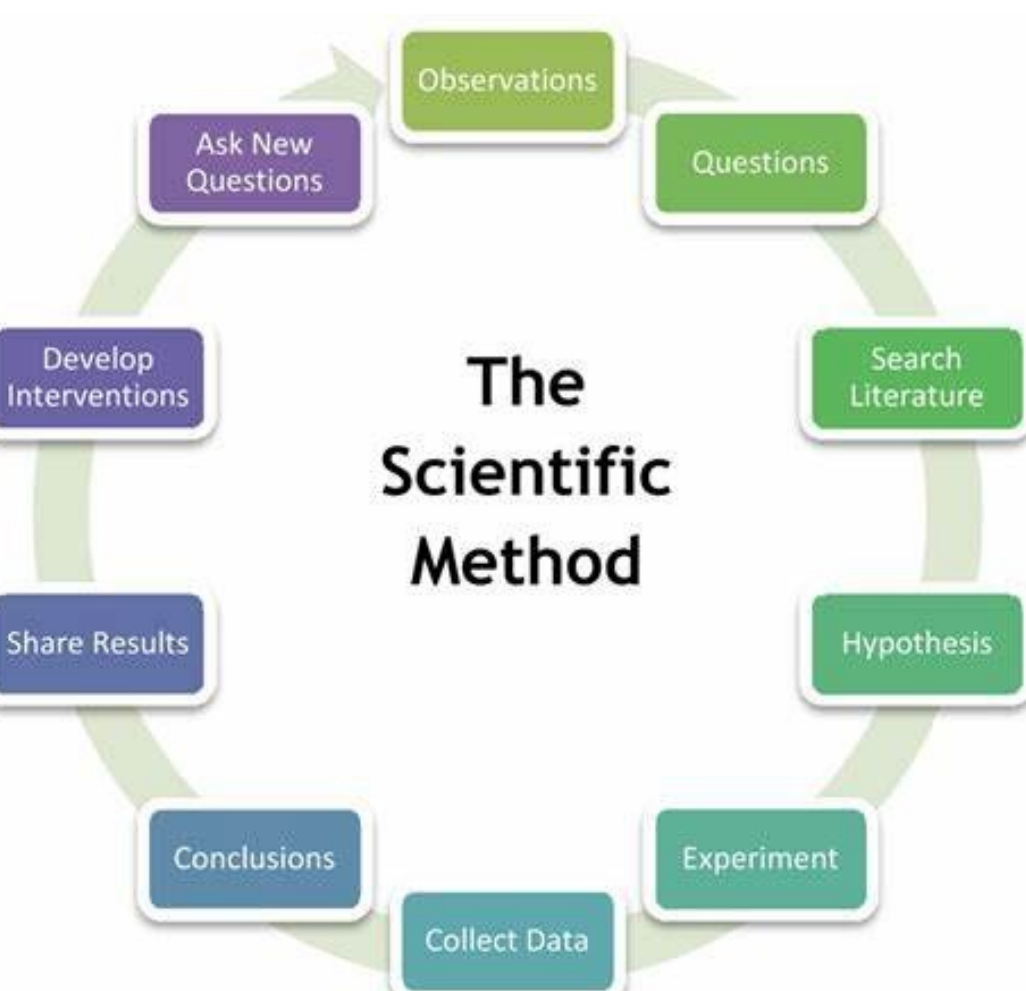 Observations
Questions
Search
Literature
Hypothesis
Experiment
Collect Data
Conclusions
Share Results
Develop
Interventions
Ask New
Questions
The
Scientific
Method